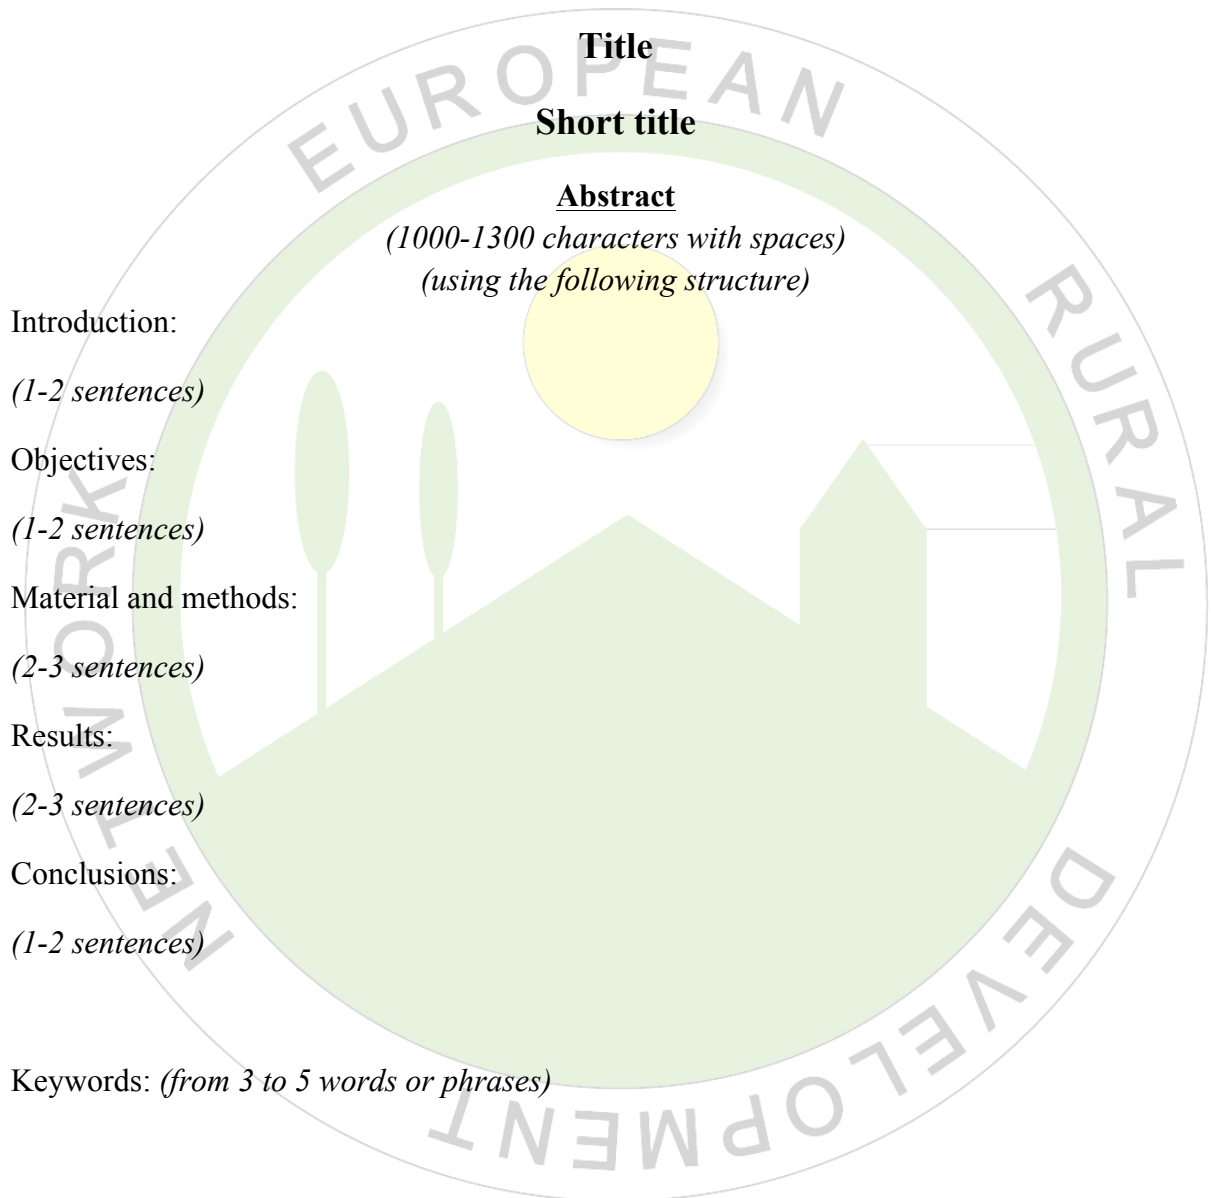 Title
Short title
Abstract
(1000-1300 characters with spaces)
(using the following structure)
Introduction:
(1-2 sentences)
Objectives:
(1-2 sentences)
Material and methods:
(2-3 sentences)
Results:
(2-3 sentences)
Conclusions:
(1-2 sentences)
Keywords: (from 3 to 5 words or phrases)
EUROPEAN RURAL DEVELOPMENT NETWORK